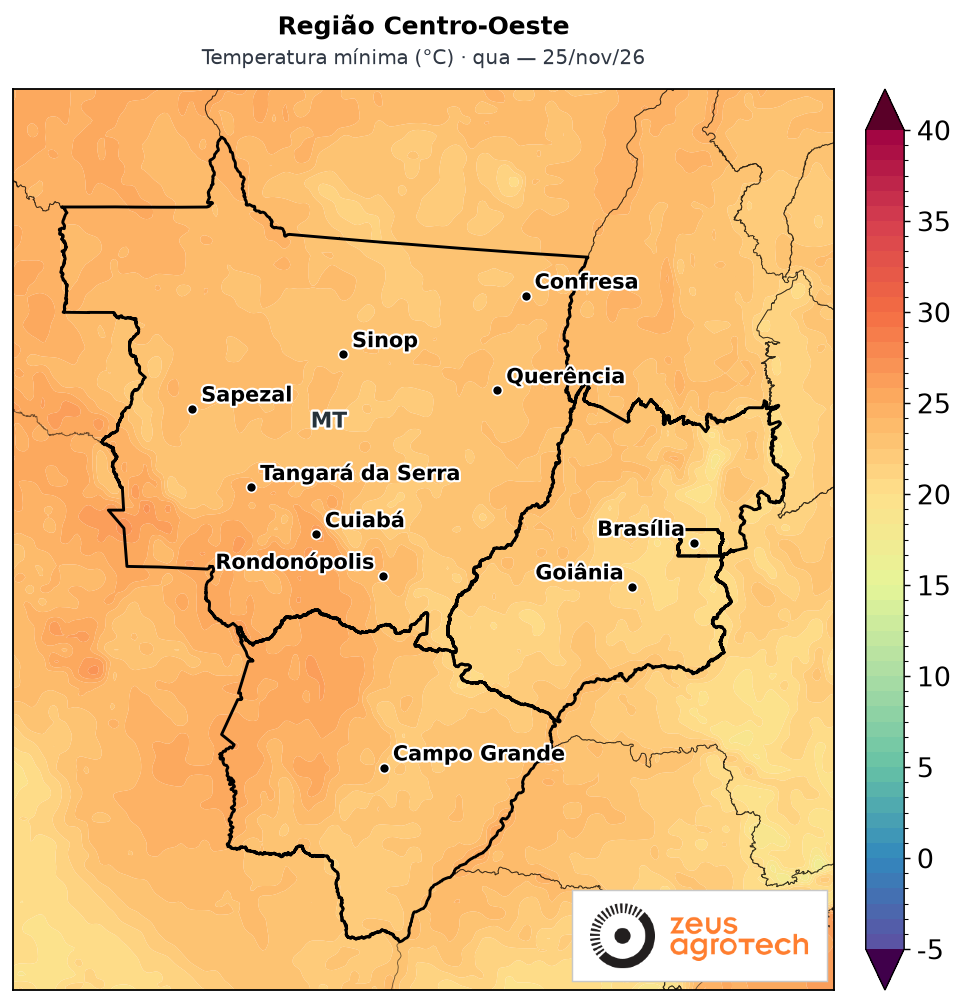 Região Centro-Oeste
Temperatura mínima (°C) · qua — 25/nov/26
Confresa
Sinop
Querência
Sapezal
MT
Tangará da Serra
Cuiabá
Brasília
Rondonópolis
Goiânia
Campo Grande
zeus
agrotech
40
35
30
25
20
15
10
5
0
-5